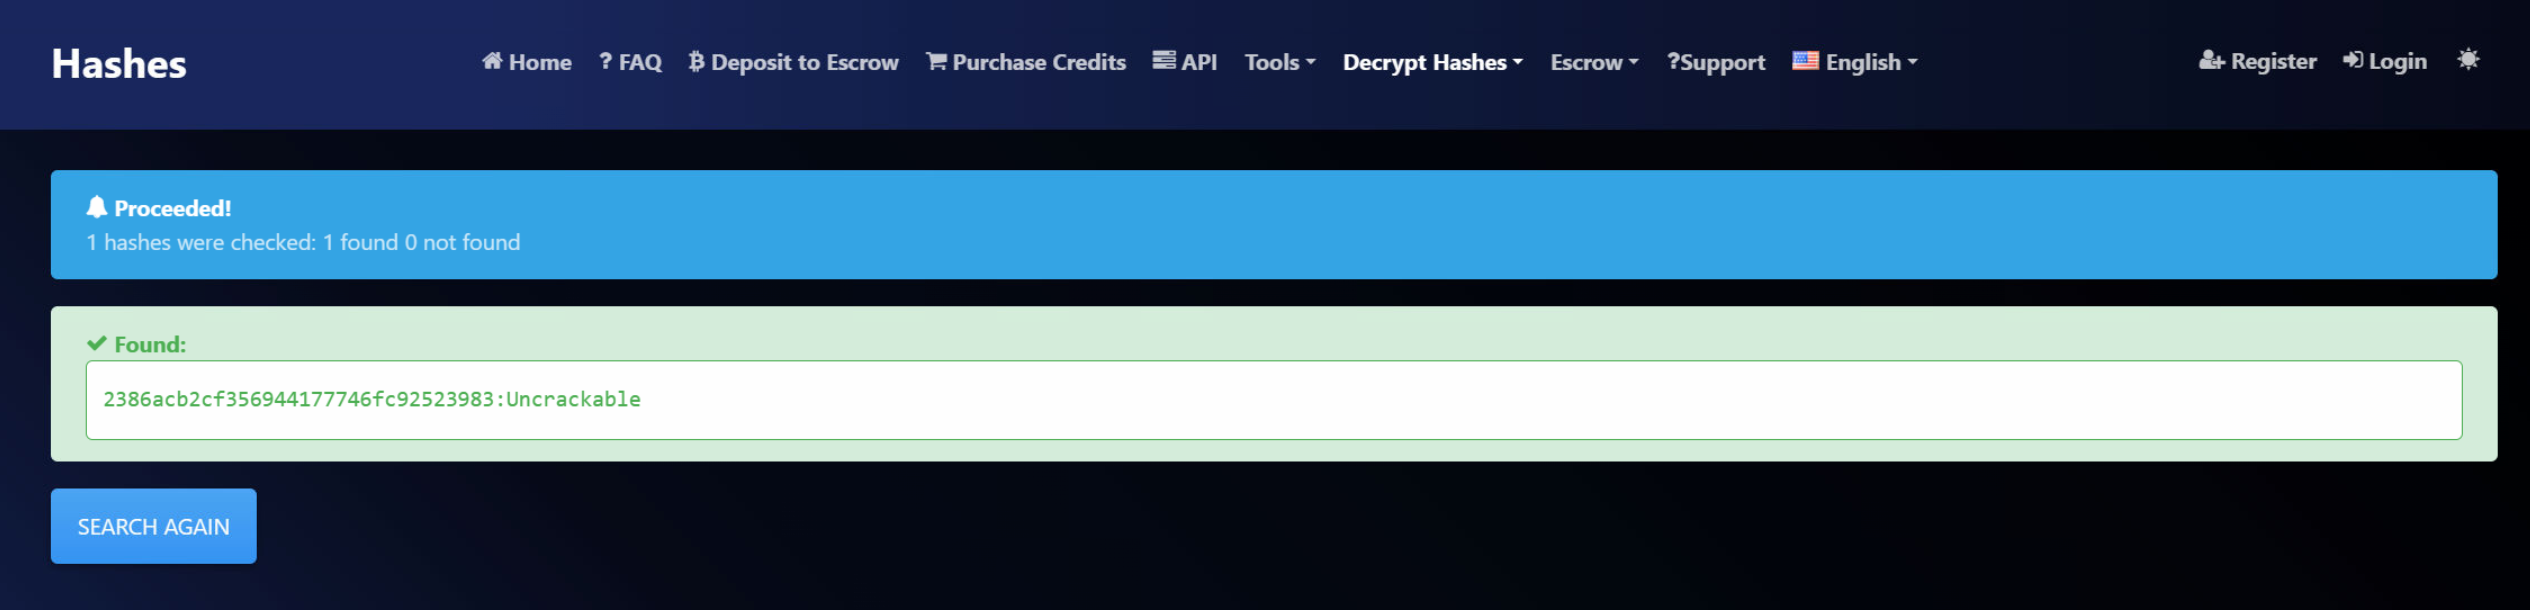 Hashes
Home ? FAQ Deposit to Escrow Purchase Credits API Tools Decrypt Hashes Escrow ?Support English Register Login
Proceeded!
1 hashes were checked: 1 found 0 not found
Found:
2386acb2cf356944177746fc92523983:Uncrackable
SEARCH AGAIN